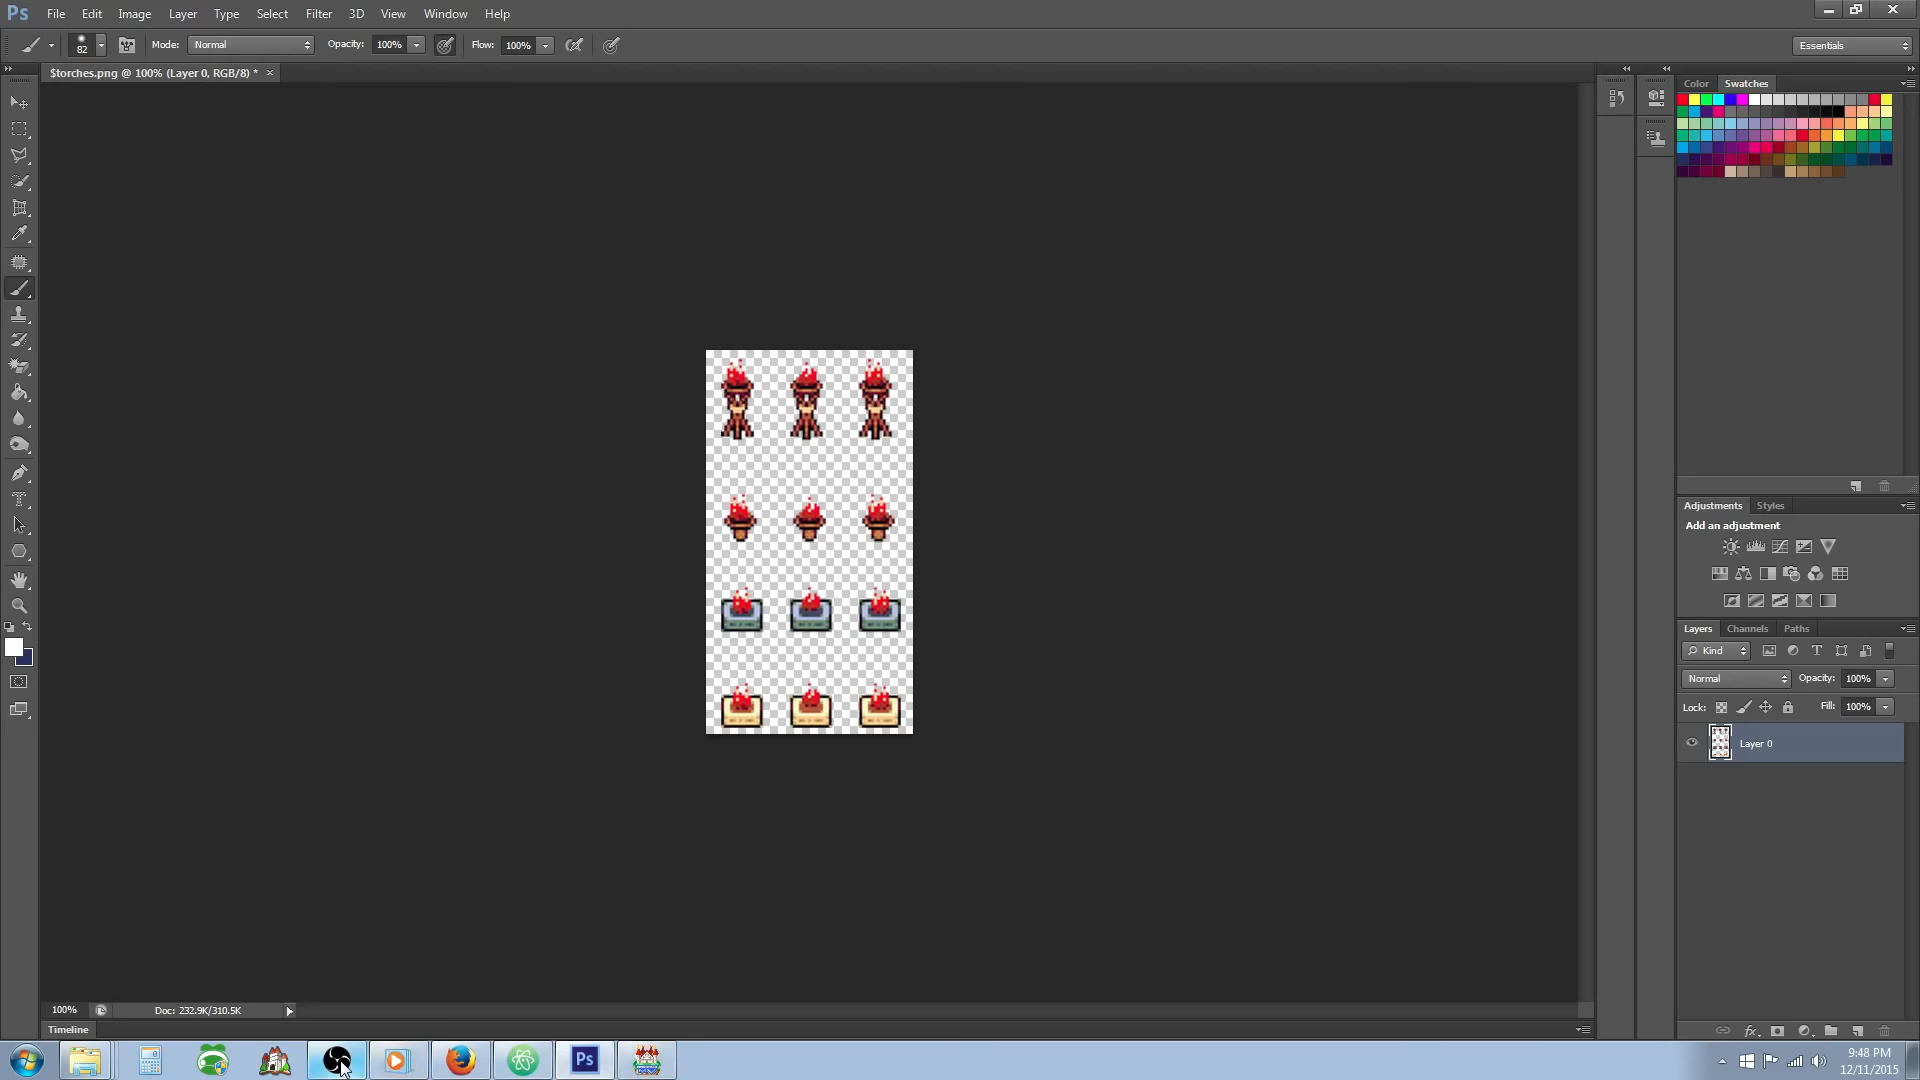 Ps File Edit Image Layer Type Select Filter 3D View Window Help
82 Mode: Normal Opacity: 100% Flow: 100% Essentials
$torches.png @ 100% (Layer 0, RGB/8) * ×
Color Swatches
Adjustments Styles
Add an adjustment
Layers Channels Paths
Kind
Normal Opacity: 100%
Lock: Fill: 100%
Layer 0
100% Doc: 232.9K/310.5K
Timeline
Ps
9:48 PM
12/11/2015